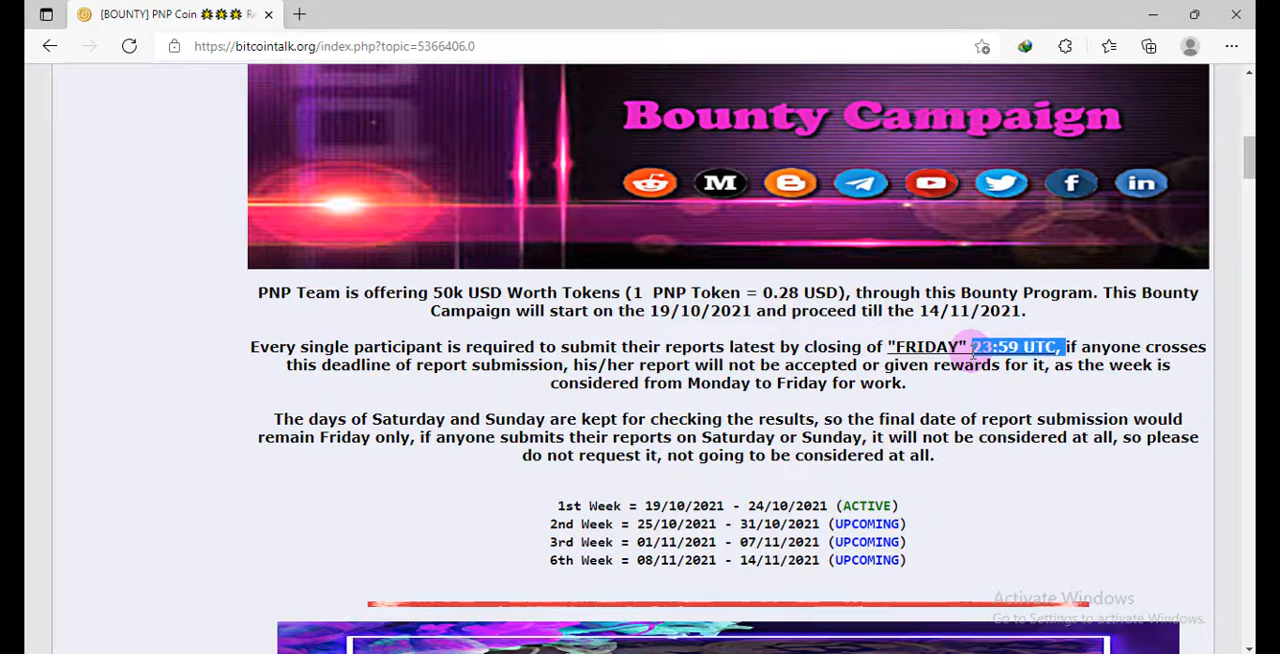 [BOUNTY] PNP Coin 💥💥💥 Re
https://bitcointalk.org/index.php?topic=5366406.0
Bounty Campaign
M
in
PNP Team is offering 50k USD Worth Tokens (1 PNP Token = 0.28 USD), through this Bounty Program. This Bounty
Campaign will start on the 19/10/2021 and proceed till the 14/11/2021.
Every single participant is required to submit their reports latest by closing of "FRIDAY" 23:59 UTC, if anyone crosses
this deadline of report submission, his/her report will not be accepted or given rewards for it, as the week is
considered from Monday to Friday for work.
The days of Saturday and Sunday are kept for checking the results, so the final date of report submission would
remain Friday only, if anyone submits their reports on Saturday or Sunday, it will not be considered at all, so please
do not request it, not going to be considered at all.
1st Week = 19/10/2021 - 24/10/2021 (ACTIVE)
2nd Week = 25/10/2021 - 31/10/2021 (UPCOMING)
3rd Week = 01/11/2021 - 07/11/2021 (UPCOMING)
6th Week = 08/11/2021 - 14/11/2021 (UPCOMING)
Activate Windows
Go to Settings to activate Windows.